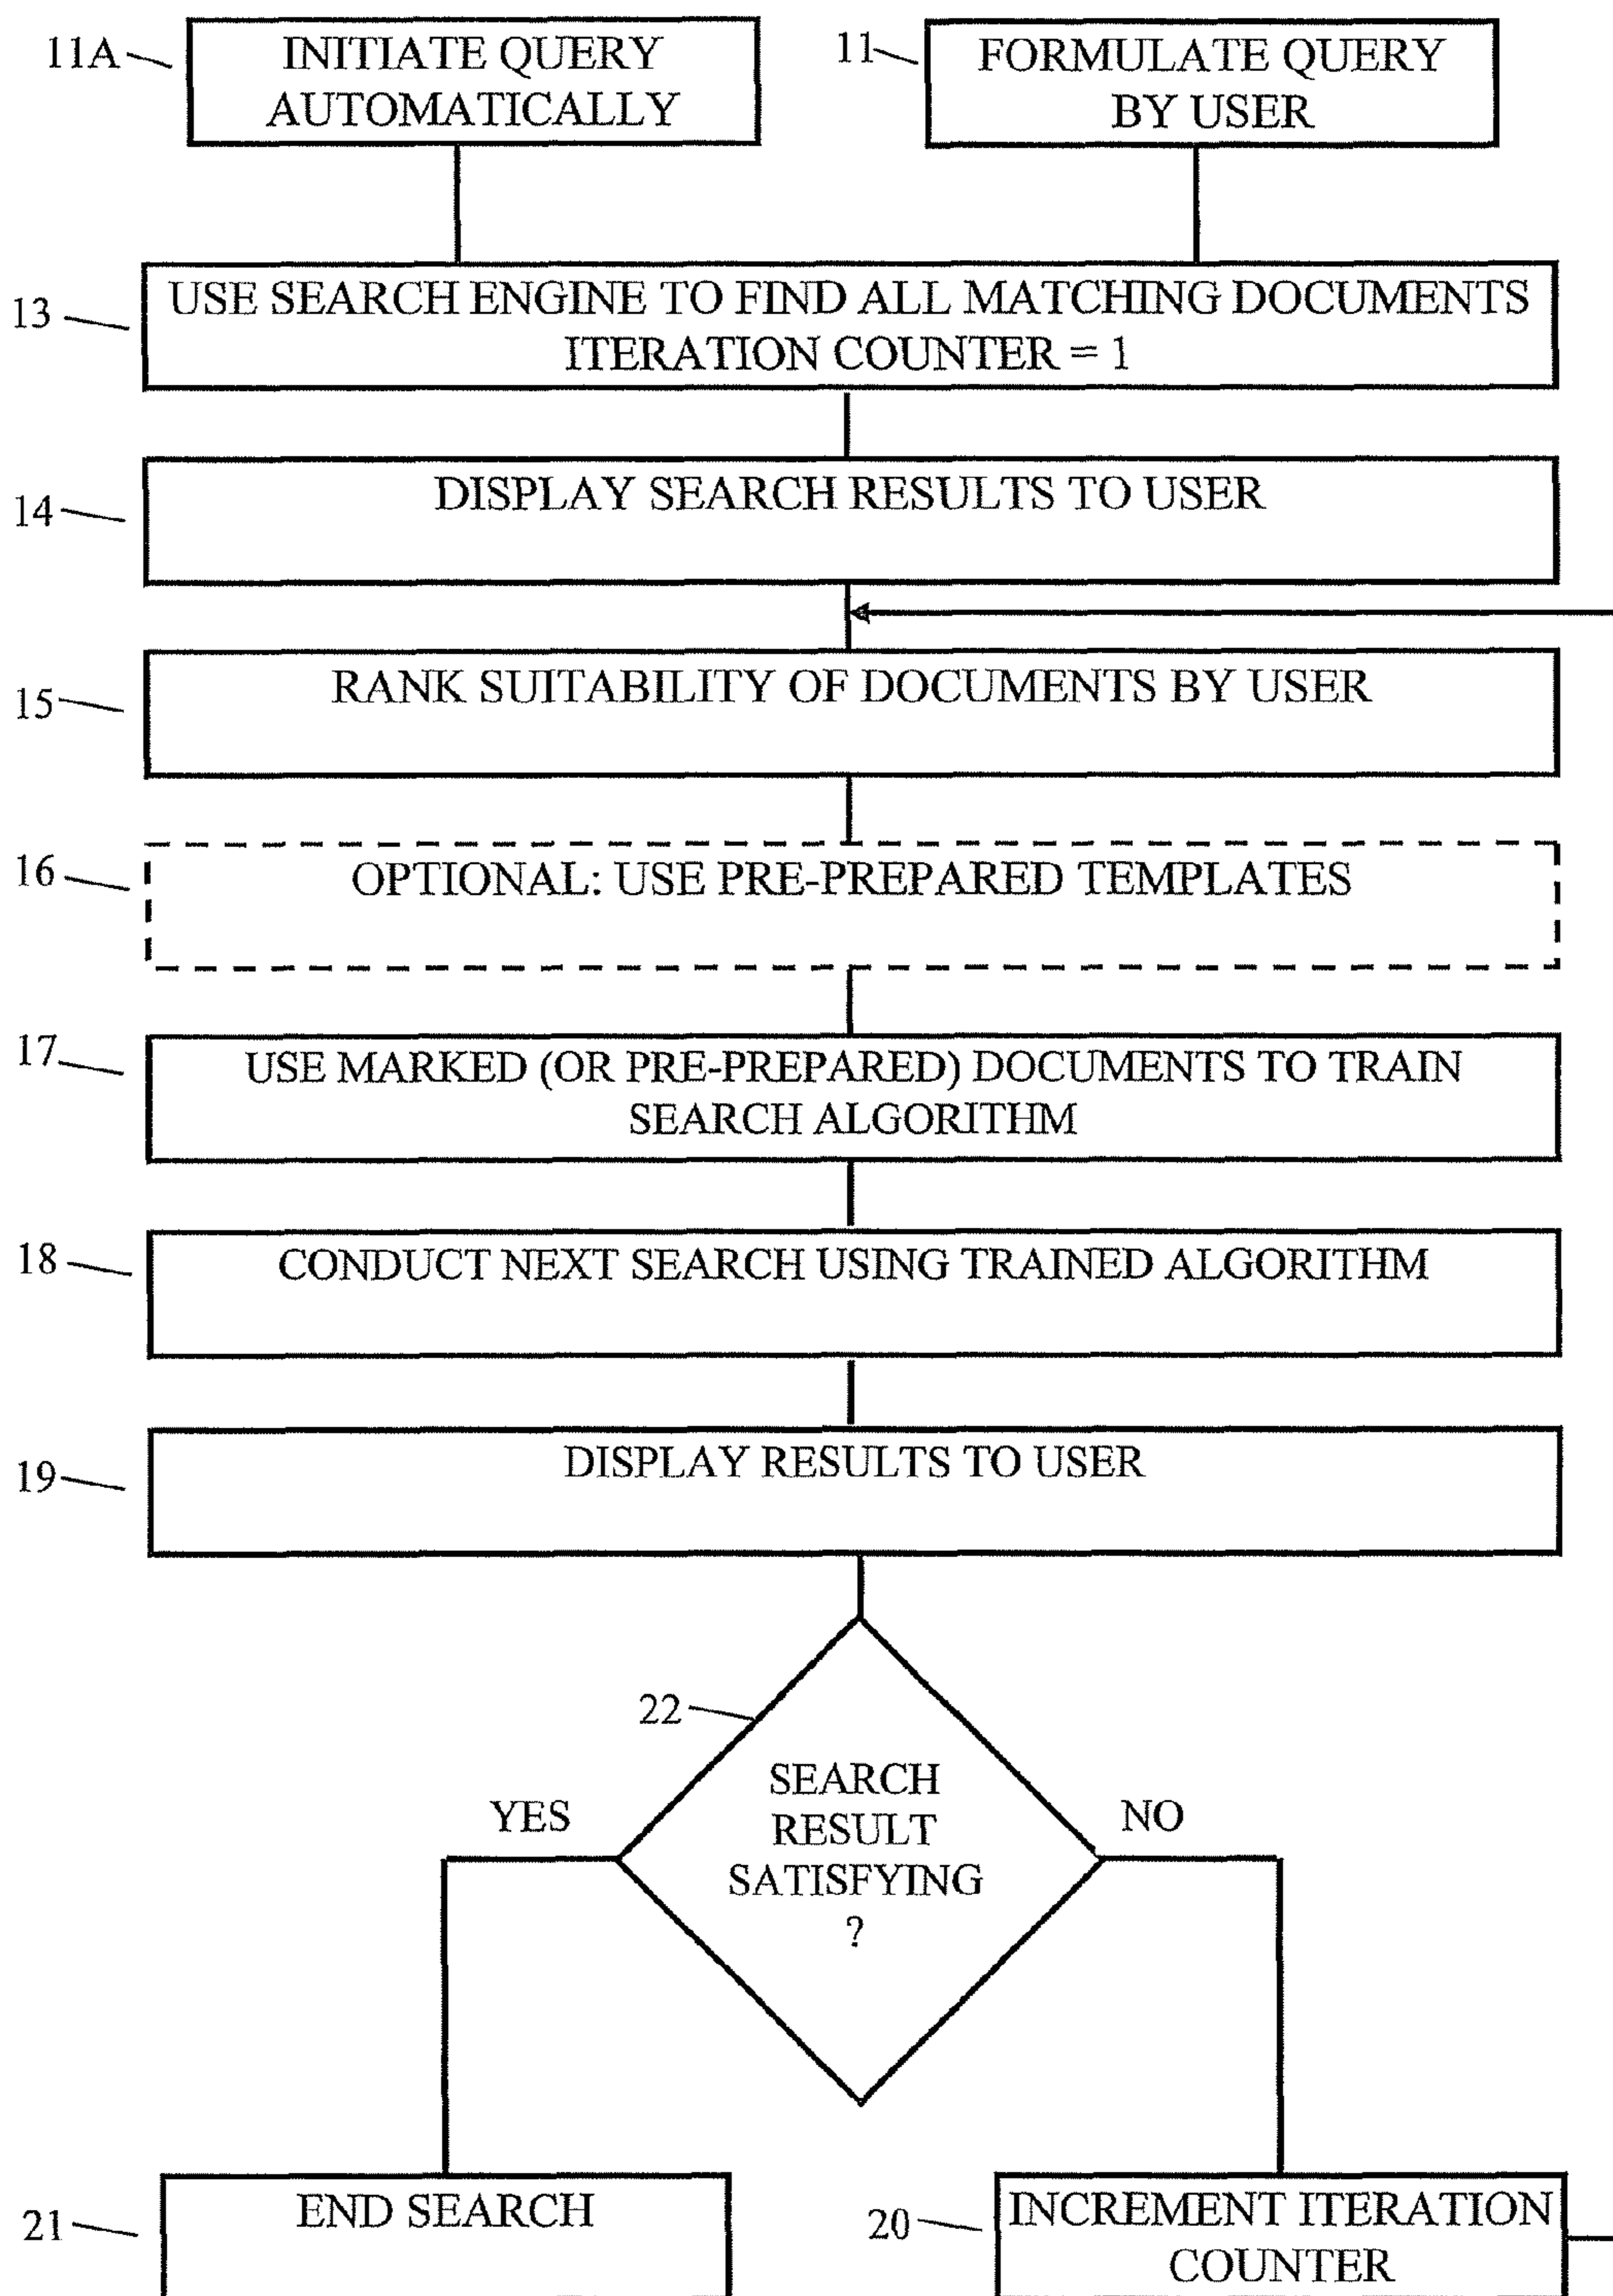 11A
INITIATE QUERY
AUTOMATICALLY
11
FORMULATE QUERY
BY USER
13
USE SEARCH ENGINE TO FIND ALL MATCHING DOCUMENTS
ITERATION COUNTER = 1
14
DISPLAY SEARCH RESULTS TO USER
15
RANK SUITABILITY OF DOCUMENTS BY USER
16
OPTIONAL: USE PRE-PREPARED TEMPLATES
17
USE MARKED (OR PRE-PREPARED) DOCUMENTS TO TRAIN
SEARCH ALGORITHM
18
CONDUCT NEXT SEARCH USING TRAINED ALGORITHM
19
DISPLAY RESULTS TO USER
22
SEARCH
RESULT
SATISFYING
?
YES
NO
21
END SEARCH
20
INCREMENT ITERATION
COUNTER